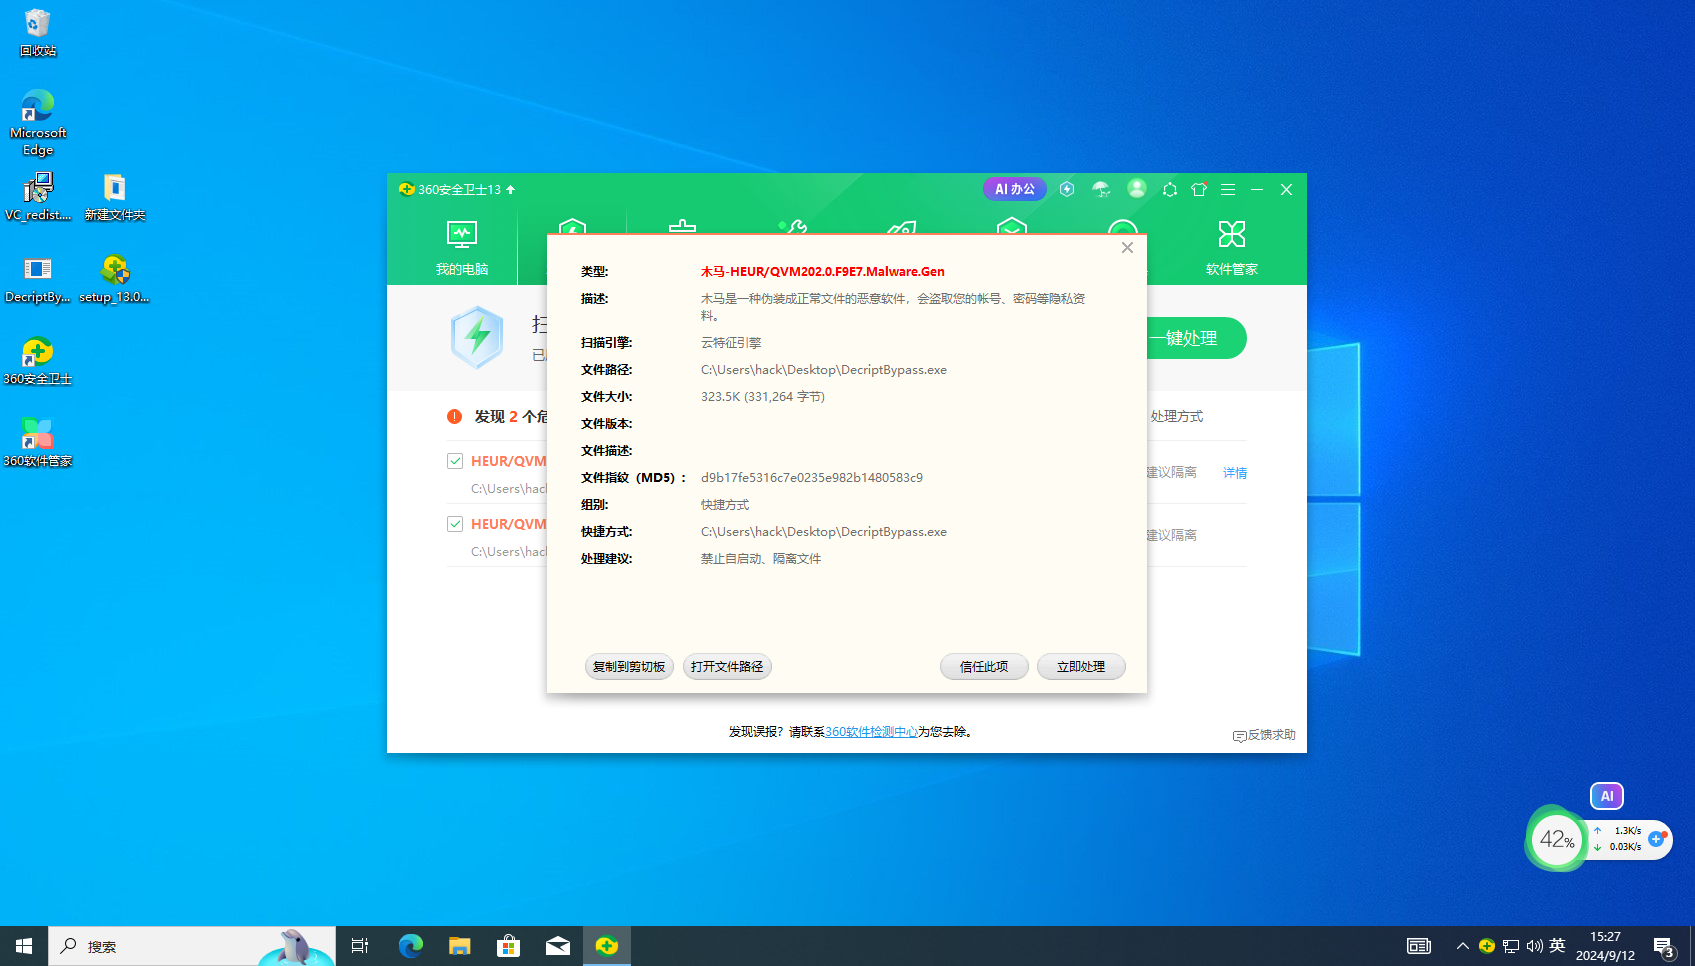 回收站
Microsoft
Edge
VC_redist....
新建文件夹
DecriptBy...
setup_13.0...
360安全卫士
360软件管家
360安全卫士13
AI 办公
我的电脑
软件管家
扫
已
一键处理
发现 2 个危
处理方式
HEUR/QVM
C:\Users\hack
建议隔离
详情
HEUR/QVM
C:\Users\hack
建议隔离
类型:
木马-HEUR/QVM202.0.F9E7.Malware.Gen
描述:
木马是一种伪装成正常文件的恶意软件，会盗取您的帐号、密码等隐私资
料。
扫描引擎:
云特征引擎
文件路径:
C:\Users\hack\Desktop\DecriptBypass.exe
文件大小:
323.5K (331,264 字节)
文件版本:
文件描述:
文件指纹（MD5）:
d9b17fe5316c7e0235e982b1480583c9
组别:
快捷方式
快捷方式:
C:\Users\hack\Desktop\DecriptBypass.exe
处理建议:
禁止自启动、隔离文件
复制到剪切板
打开文件路径
信任此项
立即处理
发现误报？请联系360软件检测中心为您去除。
反馈求助
AI
42%
1.3K/s
0.03K/s
搜索
英
15:27
2024/9/12
3